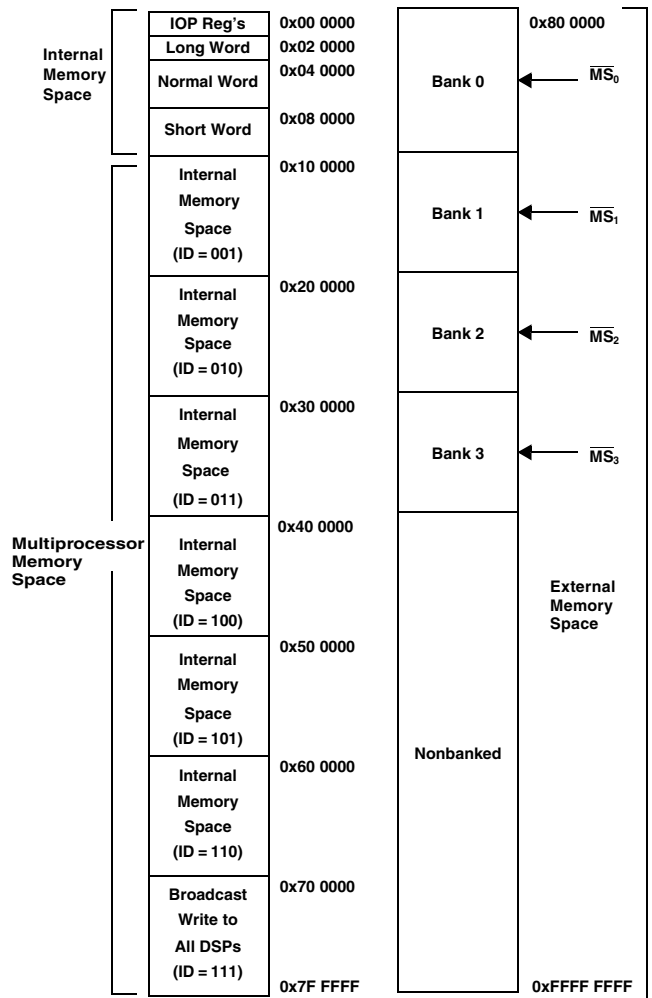 Internal
Memory
Space
IOP Reg's
0x00 0000
Long Word
0x02 0000
Normal Word
0x04 0000
Short Word
0x08 0000
Multiprocessor
Memory
Space
Internal
Memory
Space
(ID = 001)
0x10 0000
Internal
Memory
Space
(ID = 010)
0x20 0000
Internal
Memory
Space
(ID = 011)
0x30 0000
Internal
Memory
Space
(ID = 100)
0x40 0000
Internal
Memory
Space
(ID = 101)
0x50 0000
Internal
Memory
Space
(ID = 110)
0x60 0000
Broadcast
Write to
All DSPs
(ID = 111)
0x70 0000
0x7F FFFF
0x80 0000
Bank 0
M̅S̅₀
Bank 1
M̅S̅₁
Bank 2
M̅S̅₂
Bank 3
M̅S̅₃
Nonbanked
External
Memory
Space
0xFFFF FFFF